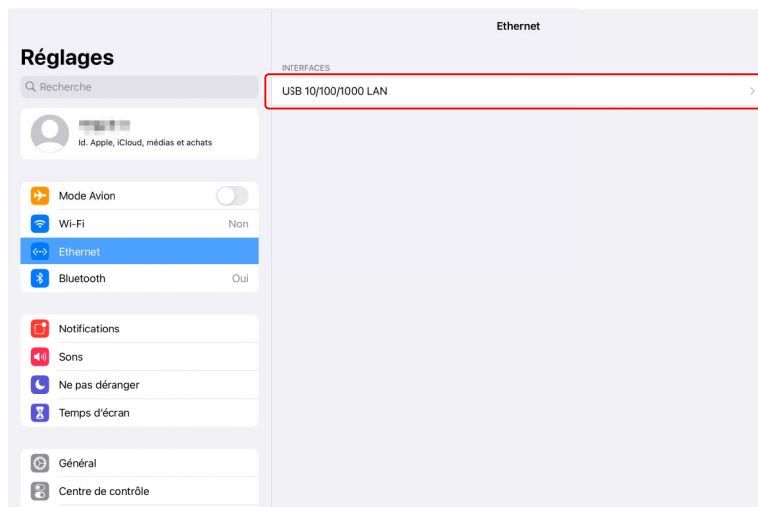 Réglages
Recherche
Id. Apple, iCloud, médias et achats
Mode Avion
Wi-Fi Non
Ethernet
Bluetooth Oui
Notifications
Sons
Ne pas déranger
Temps d'écran
Général
Centre de contrôle
Ethernet
INTERFACES
USB 10/100/1000 LAN